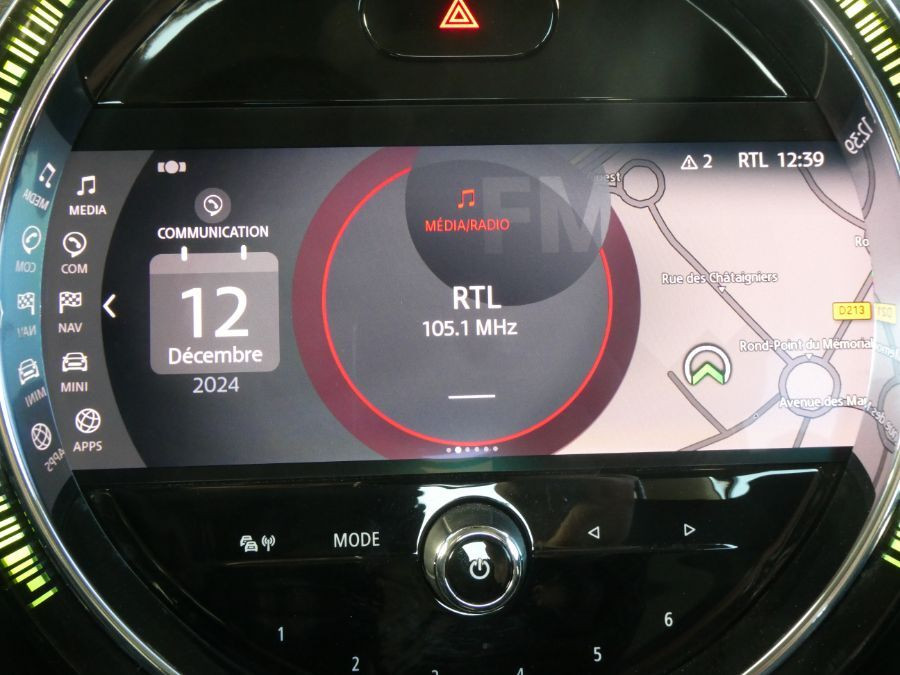 2
RTL 12:39
MEDIA
COM
NAV
MINI
APPS
COMMUNICATION
12
Décembre
2024
FM
MÉDIA/RADIO
RTL
105.1 MHz
Rue des Châtaigniers
D213
Rond-Point du Mémorial
Avenue des
MODE
1
2
5
6